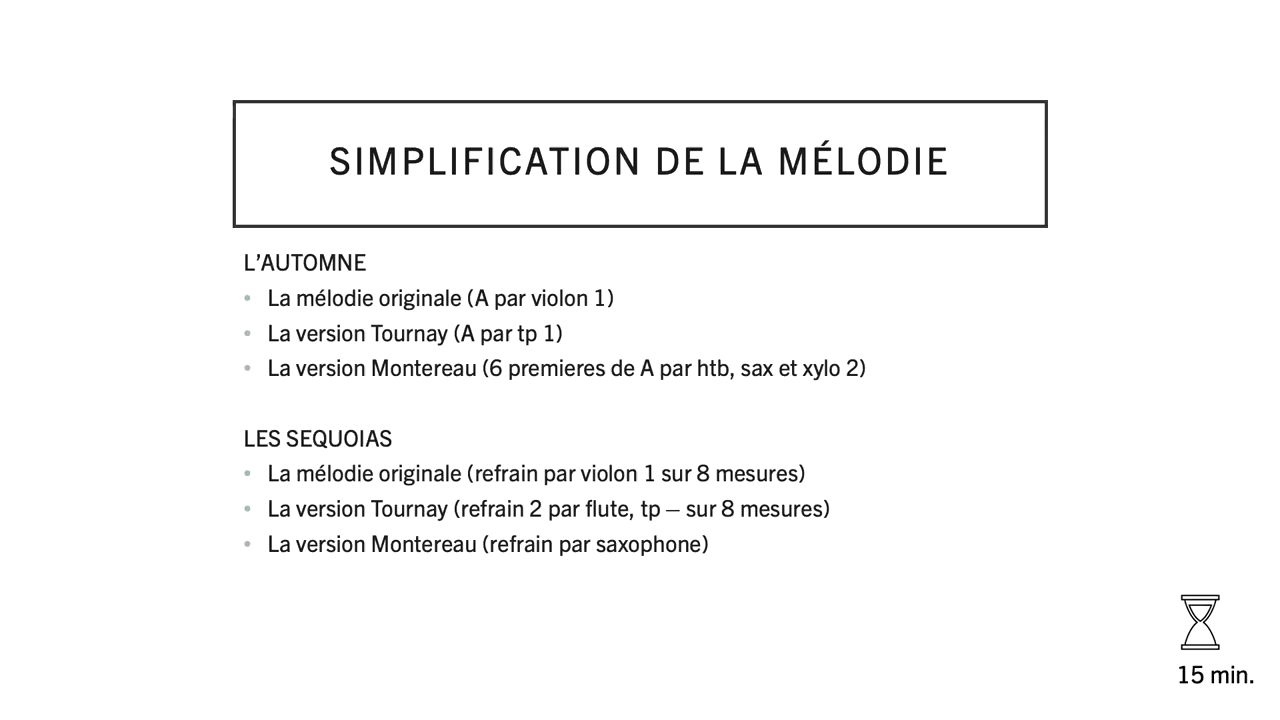 SIMPLIFICATION DE LA MÉLODIE
L’AUTOMNE
• La mélodie originale (A par violon 1)
• La version Tournay (A par tp 1)
• La version Montereau (6 premieres de A par htb, sax et xylo 2)
LES SEQUOIAS
• La mélodie originale (refrain par violon 1 sur 8 mesures)
• La version Tournay (refrain 2 par flute, tp – sur 8 mesures)
• La version Montereau (refrain par saxophone)
15 min.